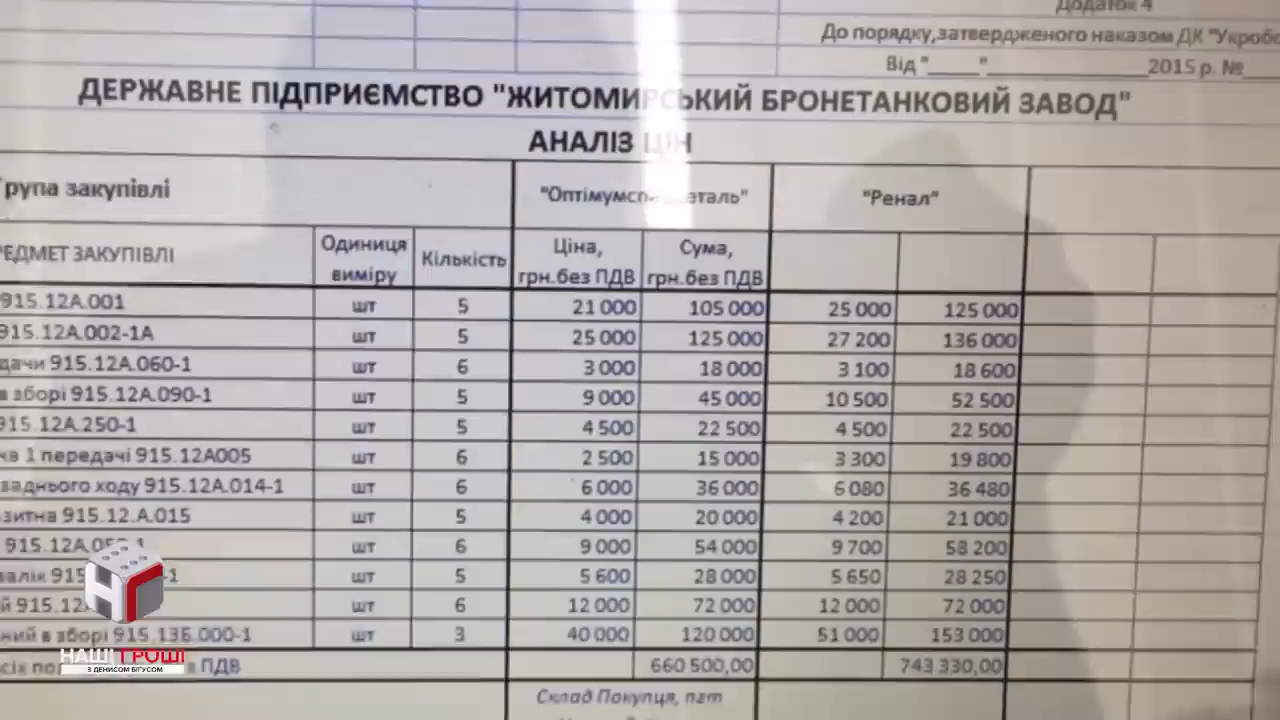 Додаток 4
До порядку,затвердженого наказом ДК "Укробо
Від "_____"________________2015 р. №
ДЕРЖАВНЕ ПІДПРИЄМСТВО "ЖИТОМИРСЬКИЙ БРОНЕТАНКОВИЙ ЗАВОД"
АНАЛІЗ ЦІН
Група закупівлі "Ренал"
РЕДМЕТ ЗАКУПІВЛІ Одиниця виміру Кількість Ціна, грн.без ПДВ Сума, грн.без ПДВ
915.12А.001 шт 5 21 000 105 000 25 000 125 000
915.12А.002-1А шт 5 25 000 125 000 27 200 136 000
дачи 915.12А.060-1 шт 6 3 000 18 000 3 100 18 600
в зборі 915.12А.090-1 шт 5 9 000 45 000 10 500 52 500
915.12А.250-1 шт 5 4 500 22 500 4 500 22 500
ка 1 передачі 915.12А005 шт 6 2 500 15 000 3 300 19 800
заднього ходу 915.12А.014-1 шт 6 6 000 36 000 6 080 36 480
зитна 915.12.А.015 шт 5 4 000 20 000 4 200 21 000
шт 6 9 000 54 000 9 700 58 200
валік шт 5 5 600 28 000 5 650 28 250
шт 6 12 000 72 000 12 000 72 000
ний в зборі 915.136.000-1 шт 3 40 000 120 000 51 000 153 000
ПДВ 660 500,00 743 330,00
Склад Покупця, пгт
НАШІ ГРОШІ
З ДЕНИСОМ БІГУСОМ